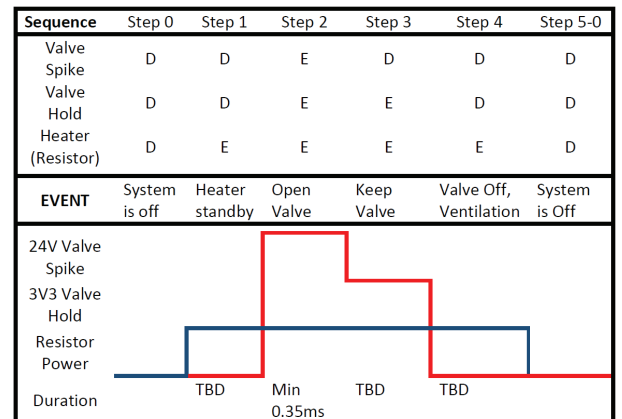 Sequence Step 0 Step 1 Step 2 Step 3 Step 4 Step 5-0
Valve
Spike D D E D D D
Valve
Hold D D E E D D
Heater
(Resistor) D E E E E D
EVENT System is off Heater standby Open Valve Keep Valve Valve Off, Ventilation System is Off
24V Valve
Spike
3V3 Valve
Hold
Resistor
Power
Duration TBD Min 0.35ms TBD TBD